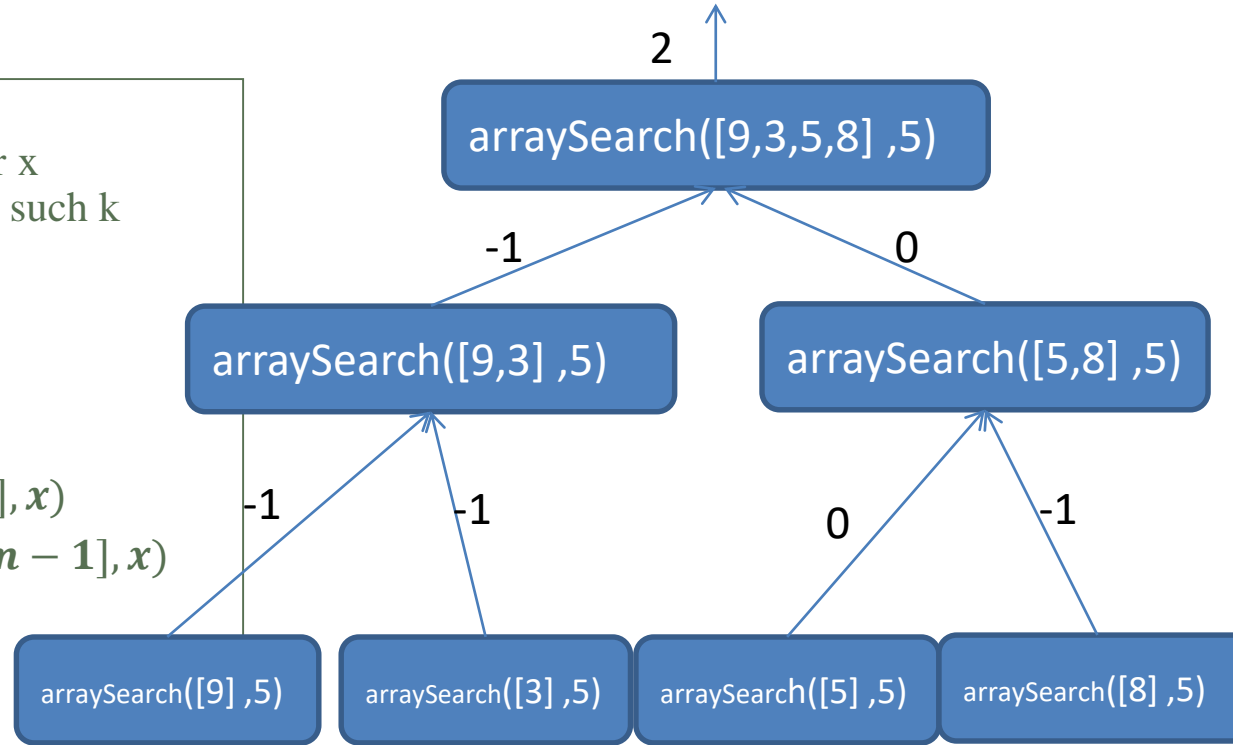 2
arraySearch([9,3,5,8] ,5)
r x
such k
-1
0
arraySearch([9,3] ,5)
arraySearch([5,8] ,5)
], x)
n − 1], x)
-1
-1
0
-1
arraySearch([9] ,5)
arraySearch([3] ,5)
arraySearch([5] ,5)
arraySearch([8] ,5)